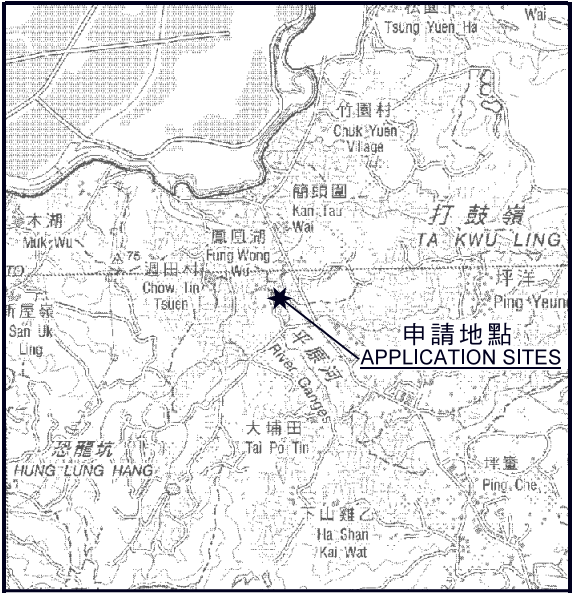 Tsung Yuen Ha
Wai
竹園村
Chuk Yuen
Village
簡頭圍
Kan Tau
Wai
木湖
Muk Wu
75
鳳凰湖
Fung Wong
Wu
打鼓嶺
TA KWU LING
週田村
Chow Tin
Tsuen
坪洋
Ping Yeung
新屋嶺
San Uk
Ling
申請地點
APPLICATION SITES
平原河
River Ganges
大埔田
Tai Po Tin
恐龍坑
HUNG LUNG HANG
坪輋
Ping Che
下山雞乙
Ha Shan
Kai Wat